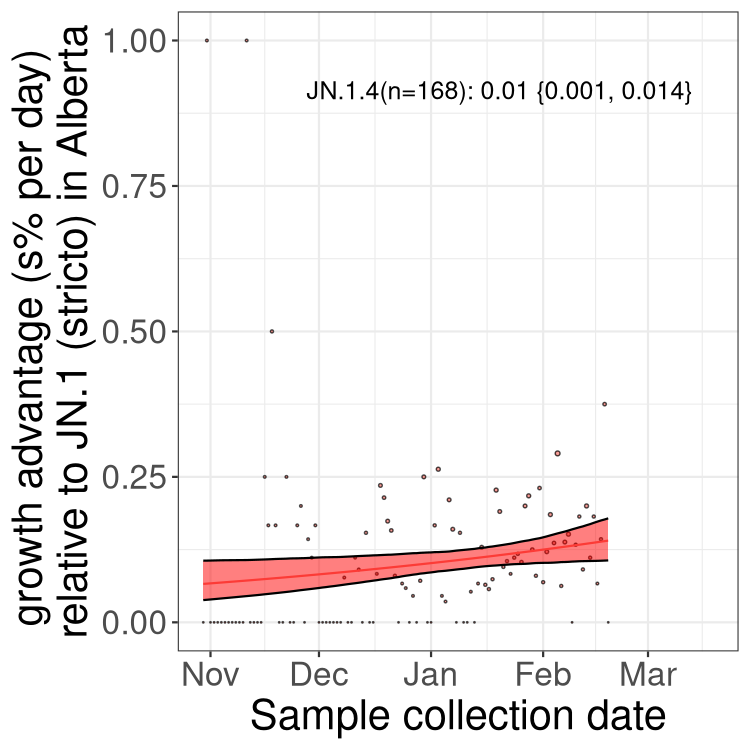 growth advantage (s% per day)
relative to JN.1 (stricto) in Alberta
1.00
0.75
0.50
0.25
0.00
JN.1.4(n=168): 0.01 {0.001, 0.014}
Nov Dec Jan Feb Mar
Sample collection date